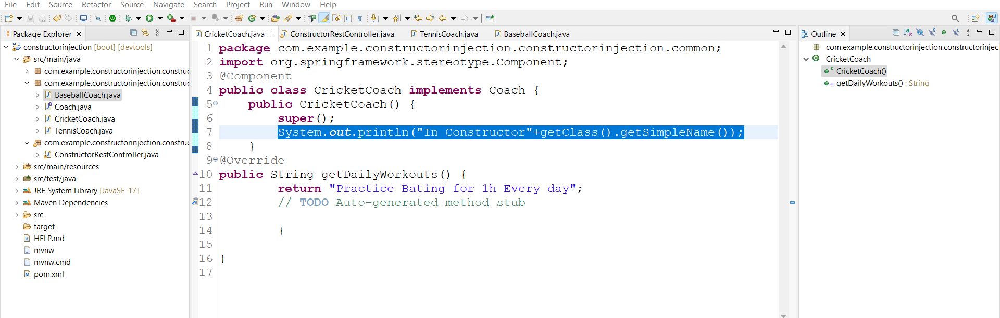 File Edit Source Refactor Source Navigate Search Project Run Window Help
Package Explorer
constructorinjection [boot] [devtools]
src/main/java
com.example.constructorinjection.construc
com.example.constructorinjection.construc
BaseballCoach.java
Coach.java
CricketCoach.java
TennisCoach.java
com.example.constructorinjection.construc
ConstructorRestController.java
src/main/resources
src/test/java
JRE System Library [JavaSE-17]
Maven Dependencies
src
target
HELP.md
mvnw
mvnw.cmd
pom.xml
CricketCoach.java ConstructorRestController.java TennisCoach.java BaseballCoach.java
1 package com.example.constructorinjection.constructorinjection.common;
2 import org.springframework.stereotype.Component;
3 @Component
4 public class CricketCoach implements Coach {
5 public CricketCoach() {
6 super();
7 System.out.println("In Constructor"+getClass().getSimpleName());
8 }
9 @Override
10 public String getDailyWorkouts() {
11 return "Practice Bating for 1h Every day";
12 // TODO Auto-generated method stub
13
14 }
15
16 }
17
Outline
com.example.constructorinjection.constructorinject
CricketCoach
CricketCoach()
getDailyWorkouts() : String